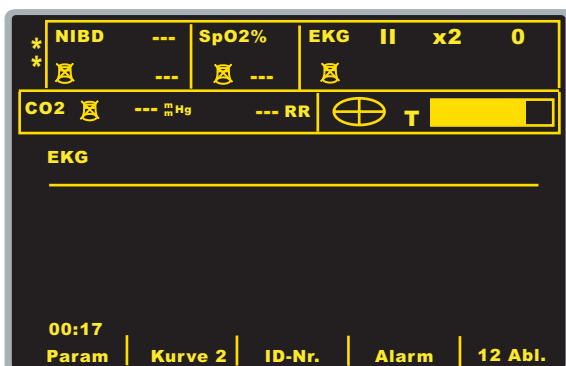 * NIBD --- SpO2% EKG II x2 0
* --- ---
CO2 --- mmHg --- RR T
EKG
00:17
Param Kurve 2 ID-Nr. Alarm 12 Abl.